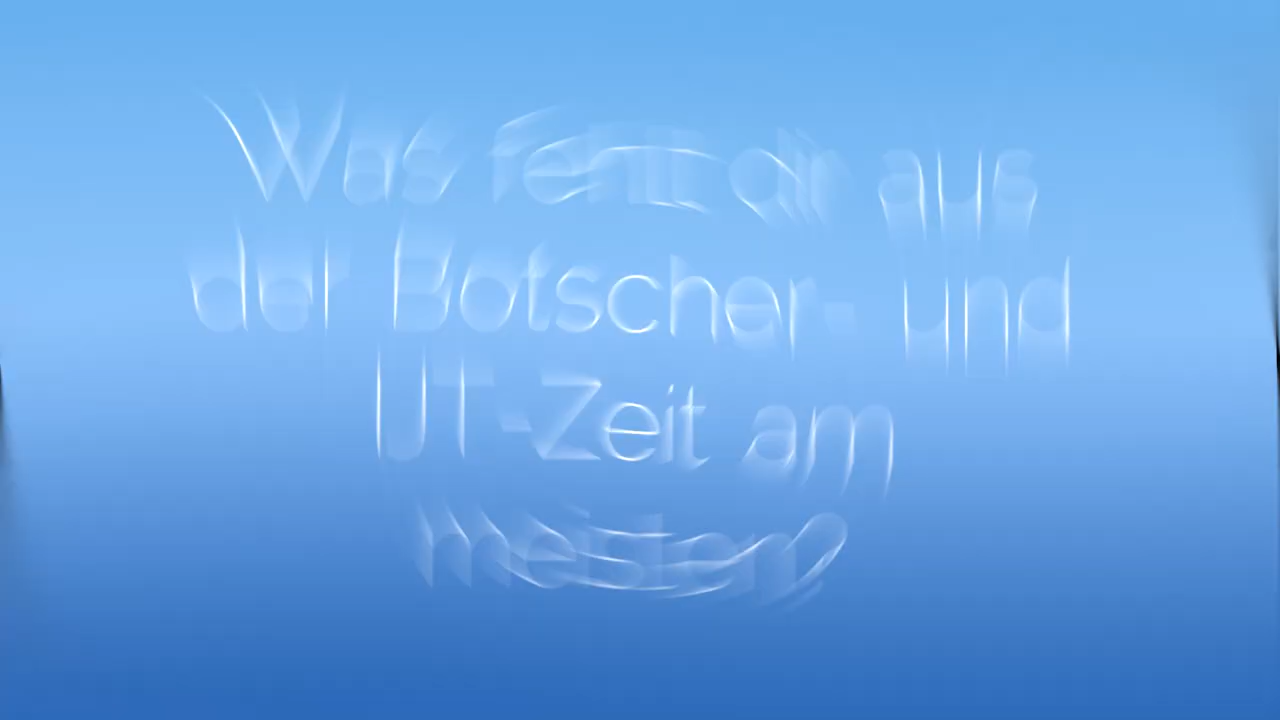 Was fehlt dir aus
der Botscher- und
UT-Zeit am
meisten?